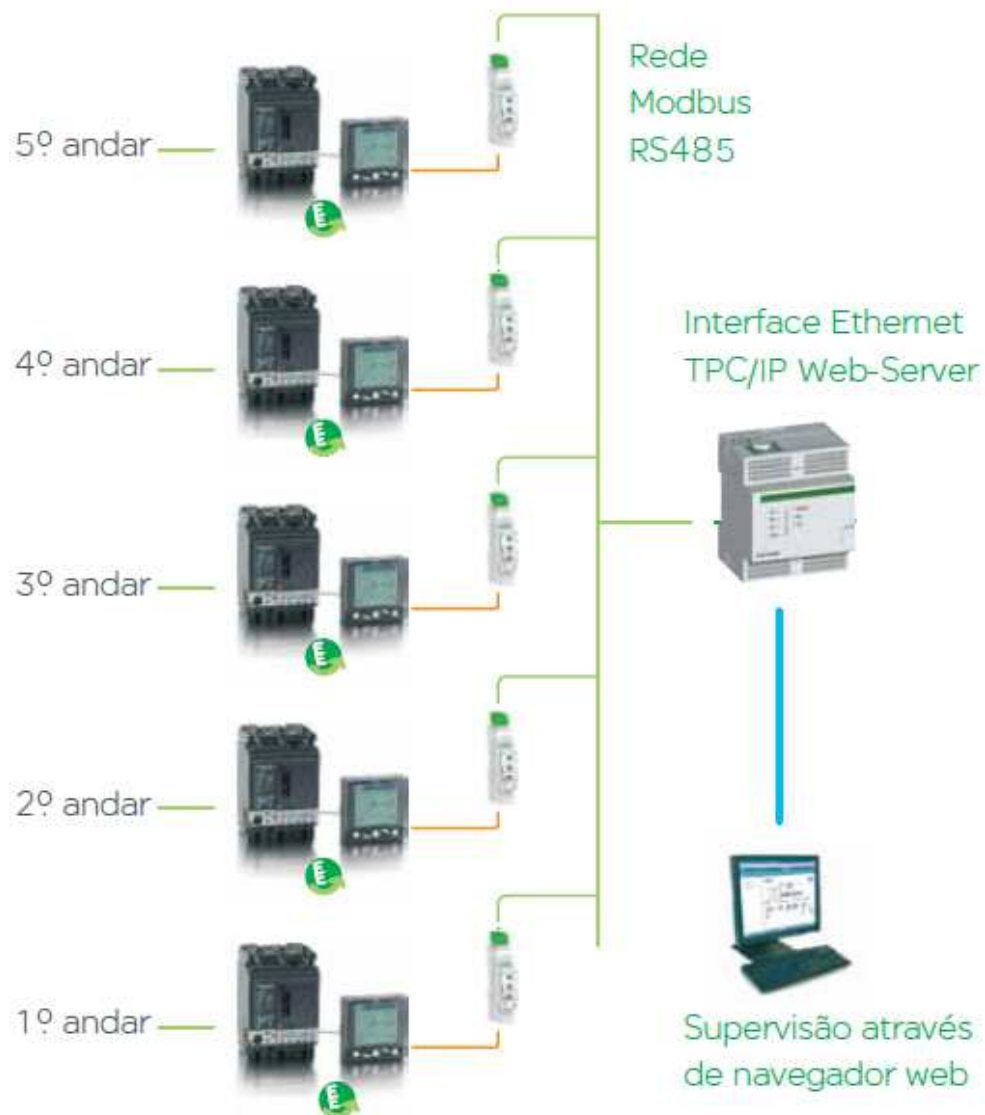 5º andar
Rede
Modbus
RS485
4º andar
Interface Ethernet
TPC/IP Web-Server
3º andar
2º andar
1º andar
Supervisão através
de navegador web